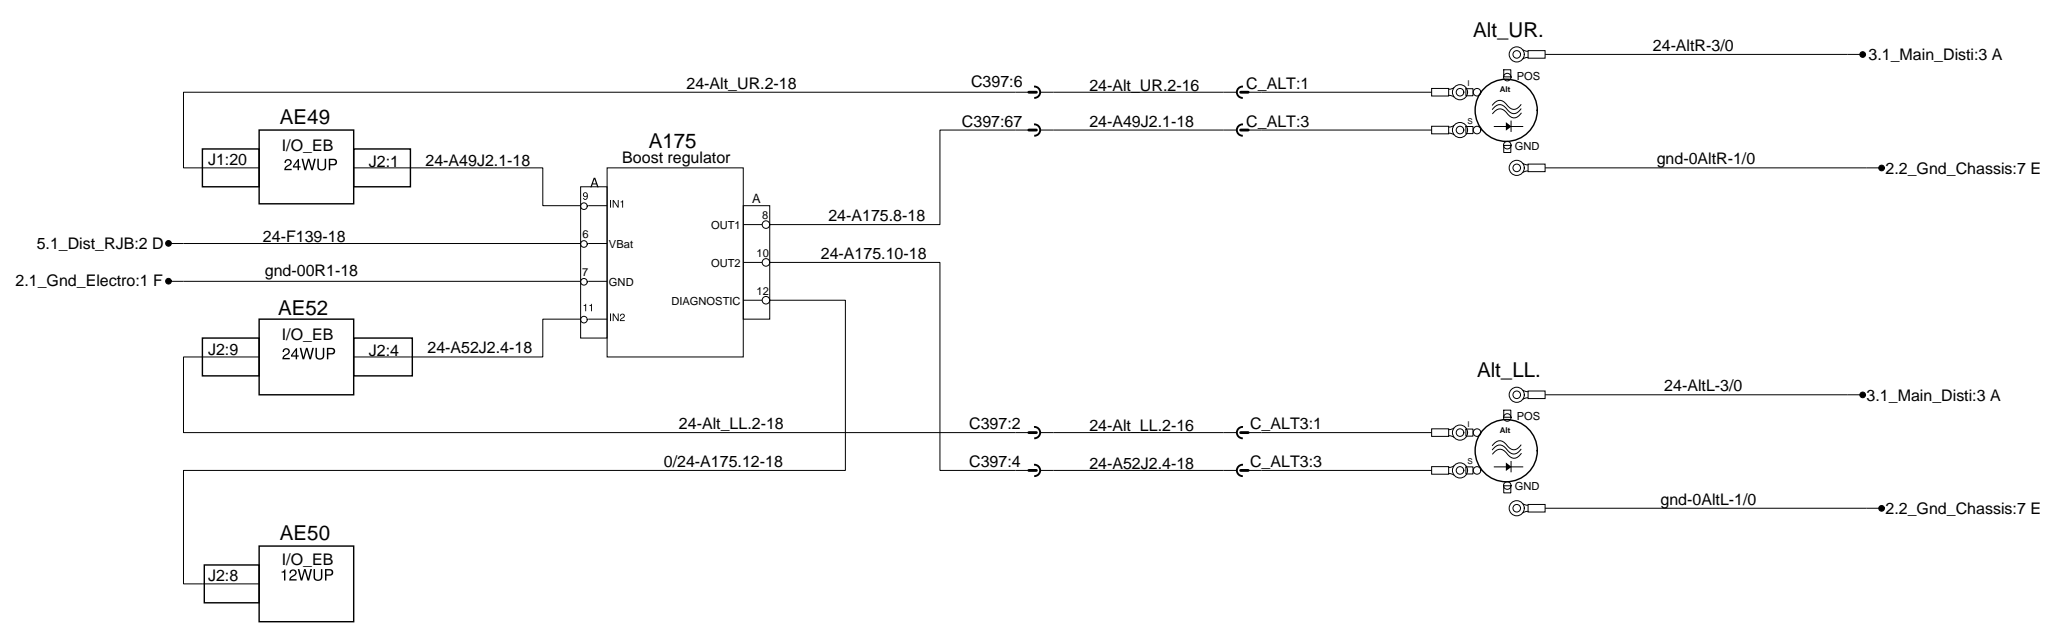 Alt_UR.
24-AltR-3/0
3.1_Main_Disti:3 A
POS
24-Alt_UR.2-18
C397:6
24-Alt_UR.2-16
C_ALT:1
I
Alt
AE49
C397:67
24-A49J2.1-18
C_ALT:3
S
I/O_EB
24WUP
A175
Boost regulator
GND
J1:20
J2:1
24-A49J2.1-18
gnd-0AltR-1/0
2.2_Gnd_Chassis:7 E
A
9
IN1
A
8
OUT1
24-A175.8-18
5.1_Dist_RJB:2 D
24-F139-18
6
VBat
10
OUT2
24-A175.10-18
2.1_Gnd_Electro:1 F
gnd-00R1-18
7
GND
12
DIAGNOSTIC
AE52
11
IN2
I/O_EB
24WUP
J2:9
J2:4
24-A52J2.4-18
Alt_LL.
24-AltL-3/0
3.1_Main_Disti:3 A
POS
24-Alt_LL.2-18
C397:2
24-Alt_LL.2-16
C_ALT3:1
I
Alt
0/24-A175.12-18
C397:4
24-A52J2.4-18
C_ALT3:3
S
GND
gnd-0AltL-1/0
2.2_Gnd_Chassis:7 E
AE50
I/O_EB
12WUP
J2:8